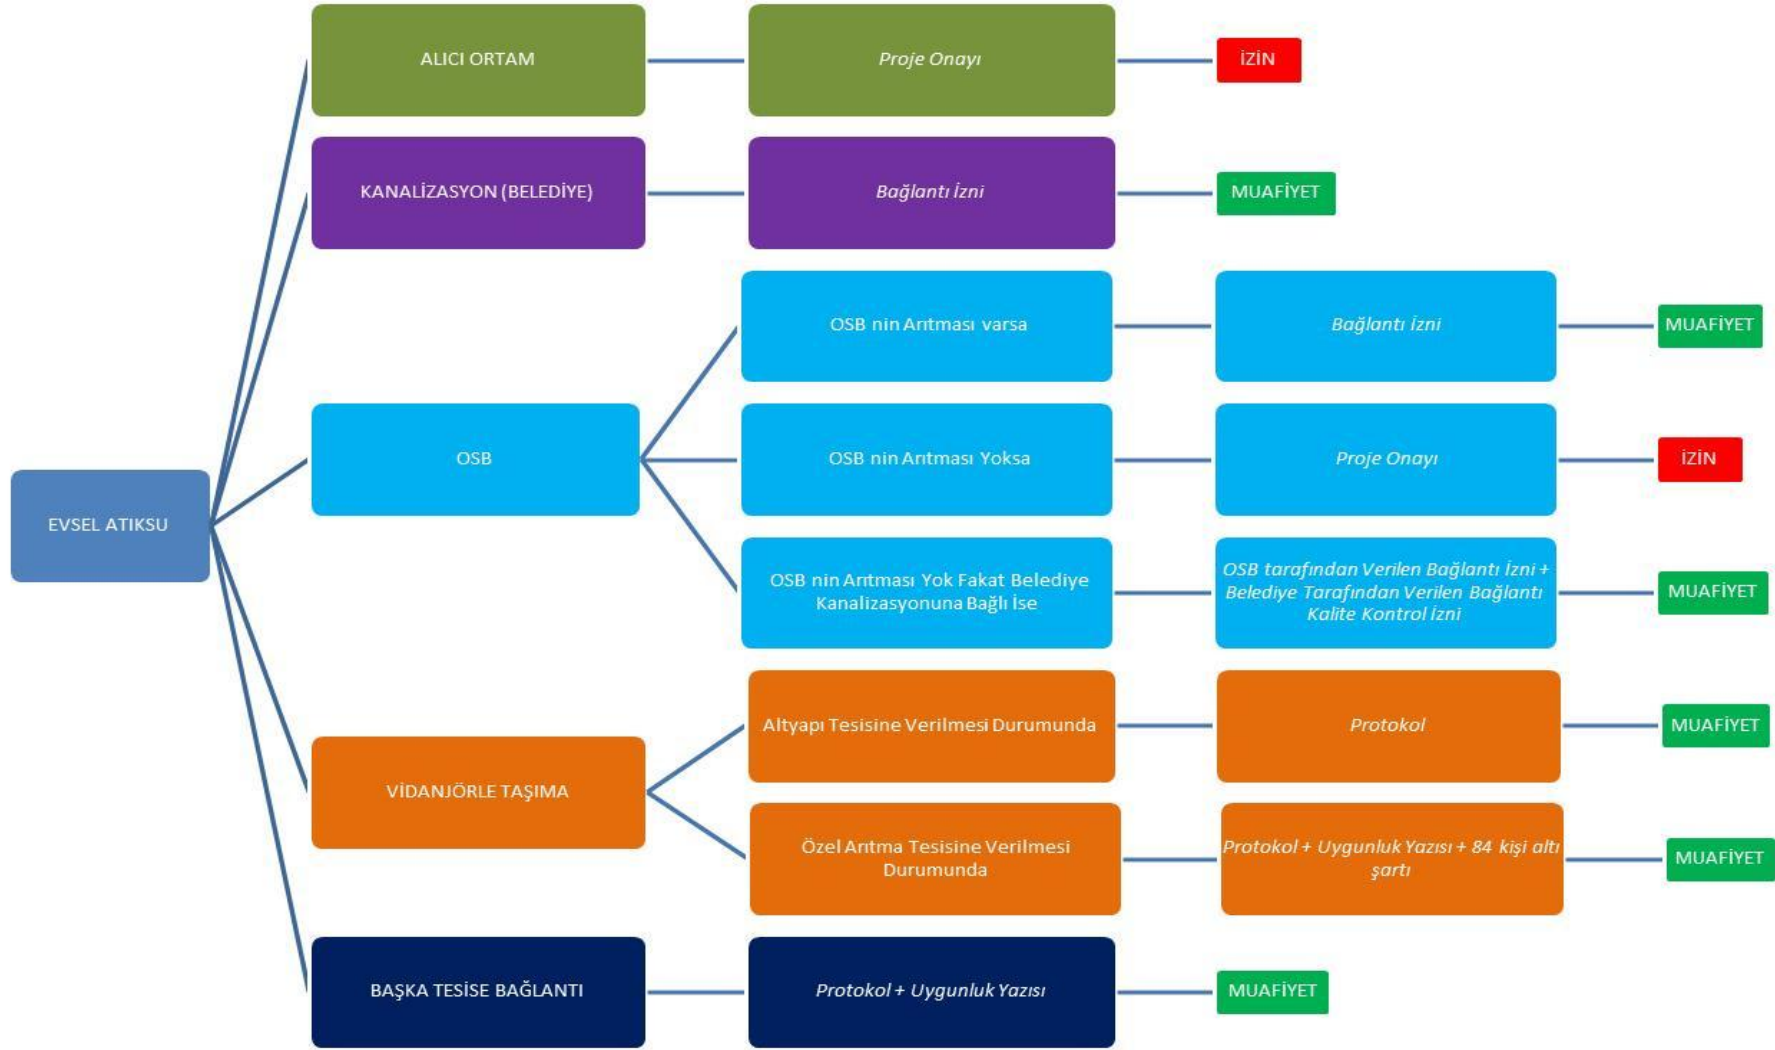 ALICI ORTAM
Proje Onayı
İZİN
KANALİZASYON (BELEDİYE)
Bağlantı İzni
MUAFİYET
OSB nin Arıtması varsa
Bağlantı İzni
MUAFİYET
OSB
OSB nin Arıtması Yoksa
Proje Onayı
İZİN
EVSEL ATIKSU
OSB nin Arıtması Yok Fakat Belediye
Kanalizasyonuna Bağlı İse
OSB tarafından Verilen Bağlantı İzni +
Belediye Tarafından Verilen Bağlantı
Kalite Kontrol İzni
MUAFİYET
Altyapı Tesisine Verilmesi Durumunda
Protokol
MUAFİYET
VİDANJÖRLE TAŞIMA
Özel Arıtma Tesisine Verilmesi
Durumunda
Protokol + Uygunluk Yazısı + 84 kişi altı
şartı
MUAFİYET
BAŞKA TESİSE BAĞLANTI
Protokol + Uygunluk Yazısı
MUAFİYET